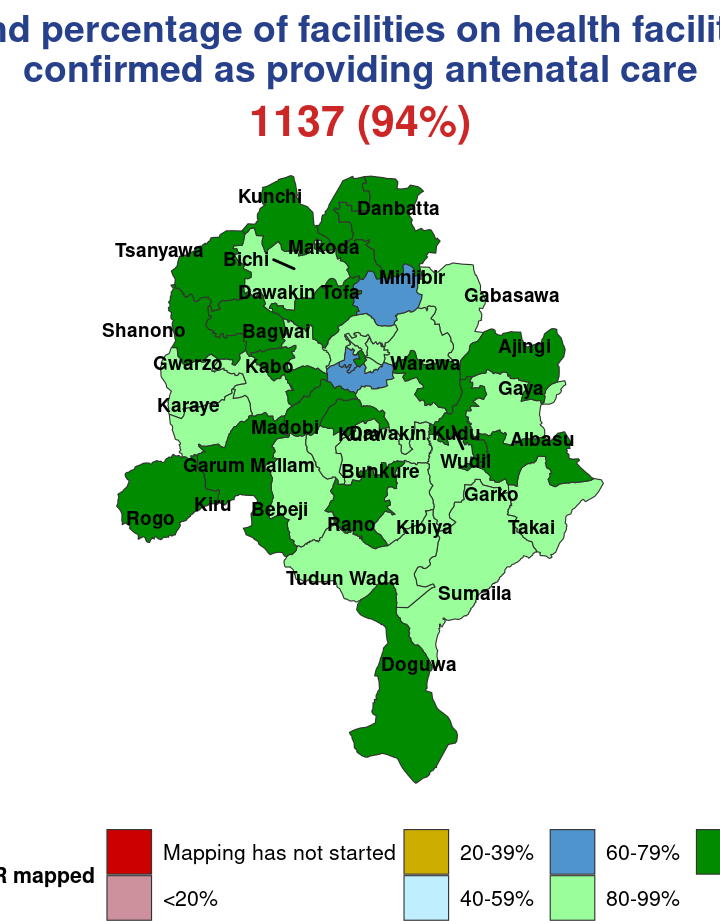 nd percentage of facilities on health facilit
confirmed as providing antenatal care
1137 (94%)
Kunchi
Danbatta
Makoda
Tsanyawa
Bichi
Minjibir
Dawakin Tofa
Gabasawa
Shanono
Bagwai
Ajingi
Gwarzo
Kabo
Warawa
Gaya
Karaye
Madobi
Kura
Dawakin Kudu
Albasu
Wudil
Garum Mallam
Bunkure
Garko
Kiru
Bebeji
Rogo
Rano
Kibiya
Takai
Tudun Wada
Sumaila
Doguwa
R mapped
Mapping has not started
20-39%
60-79%
<20%
40-59%
80-99%